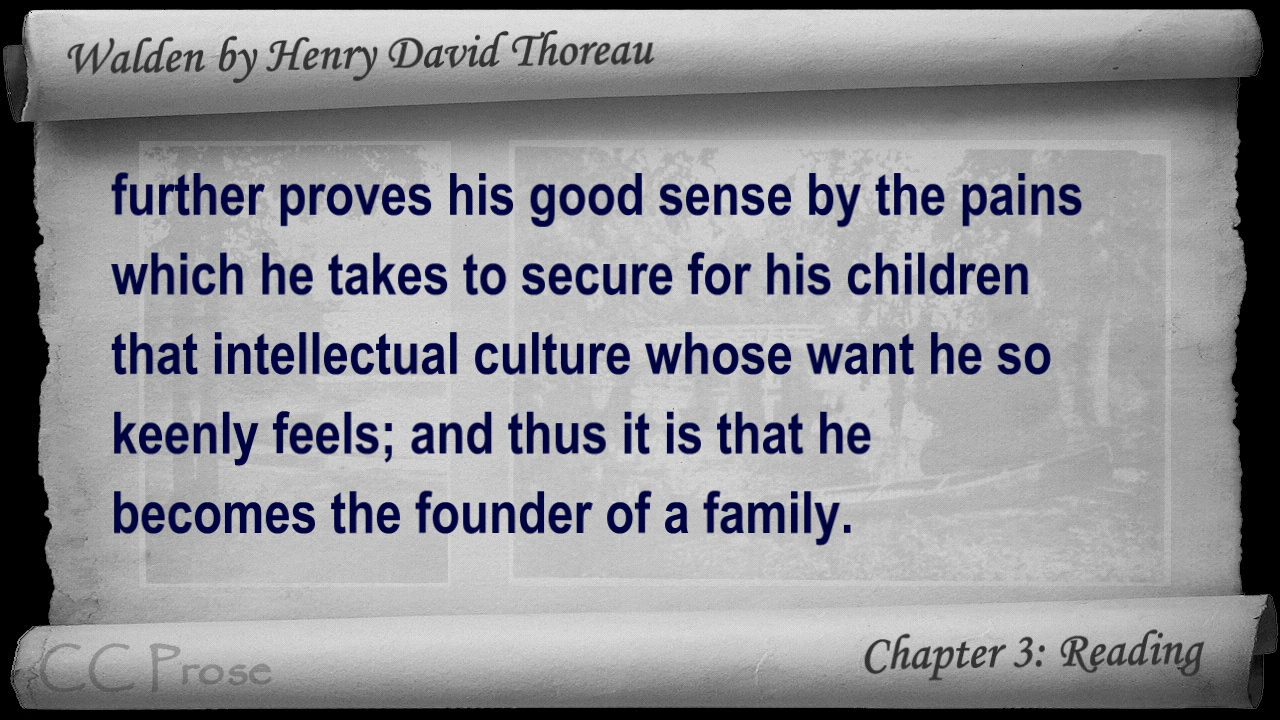 Walden by Henry David Thoreau
further proves his good sense by the pains
which he takes to secure for his children
that intellectual culture whose want he so
keenly feels; and thus it is that he
becomes the founder of a family.
CC Prose
Chapter 3: Reading